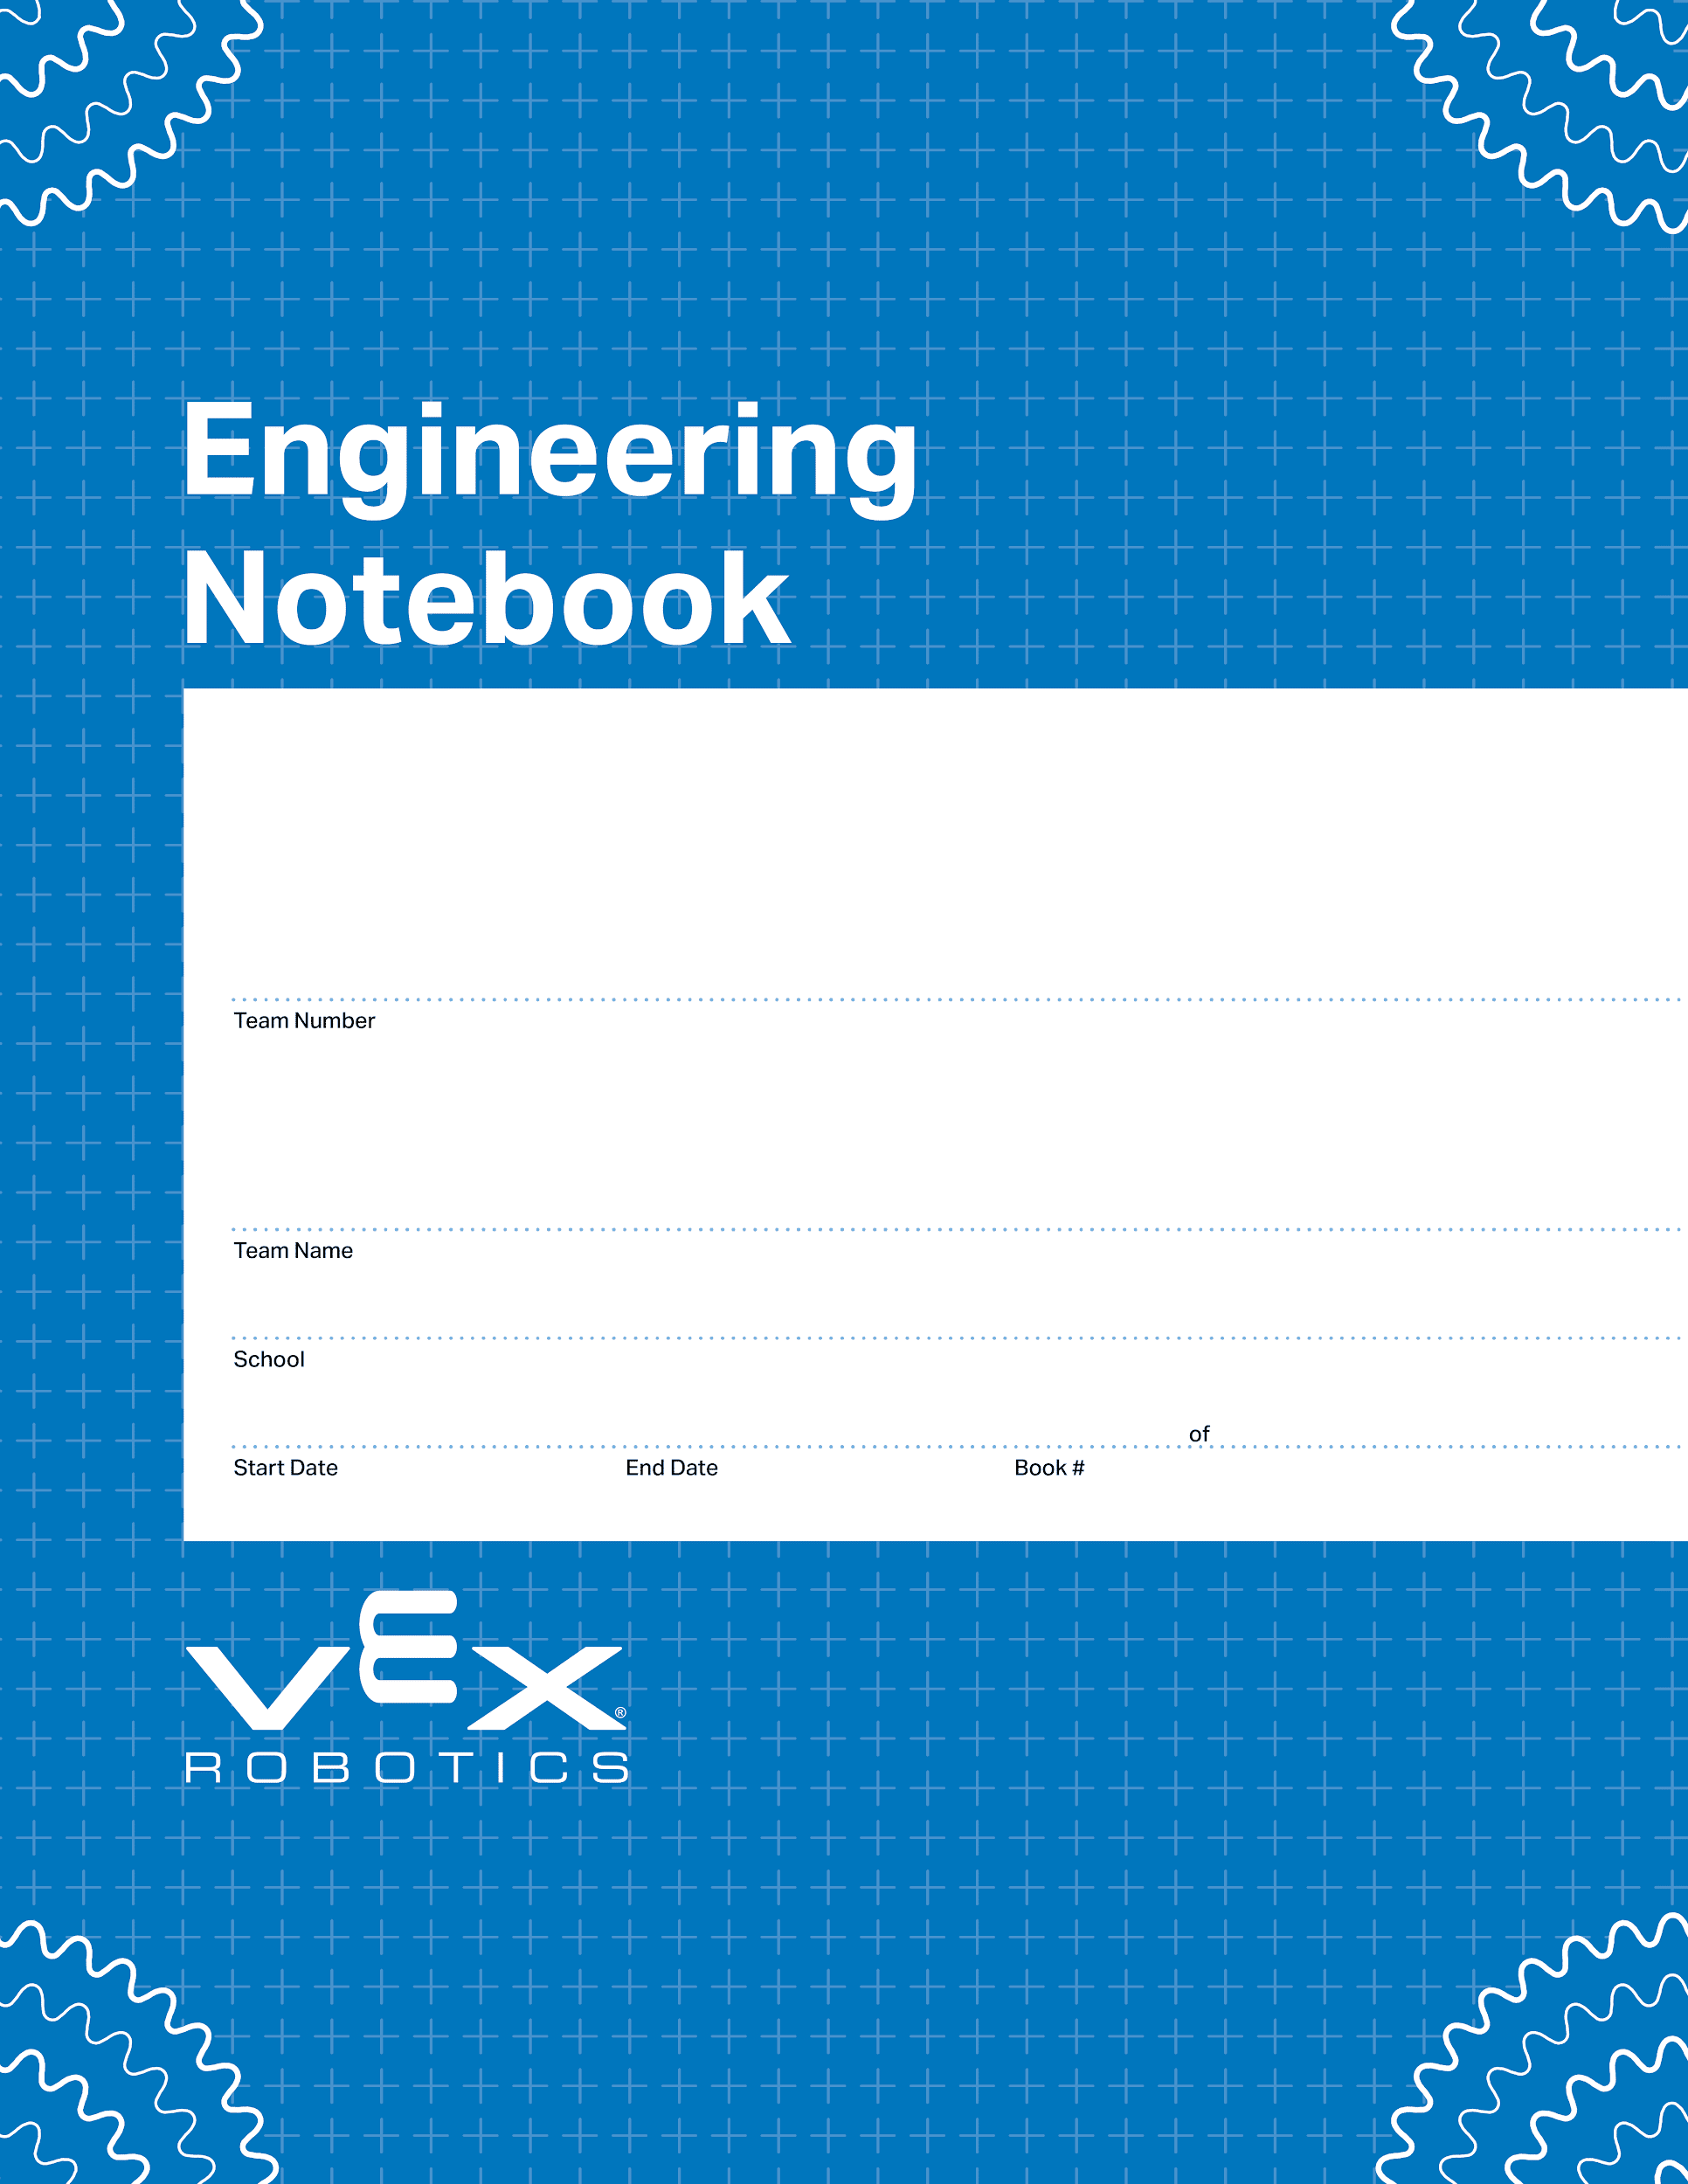 Engineering
Notebook
Team Number
Team Name
School
of
Start Date End Date Book #
VEX®
ROBOTICS